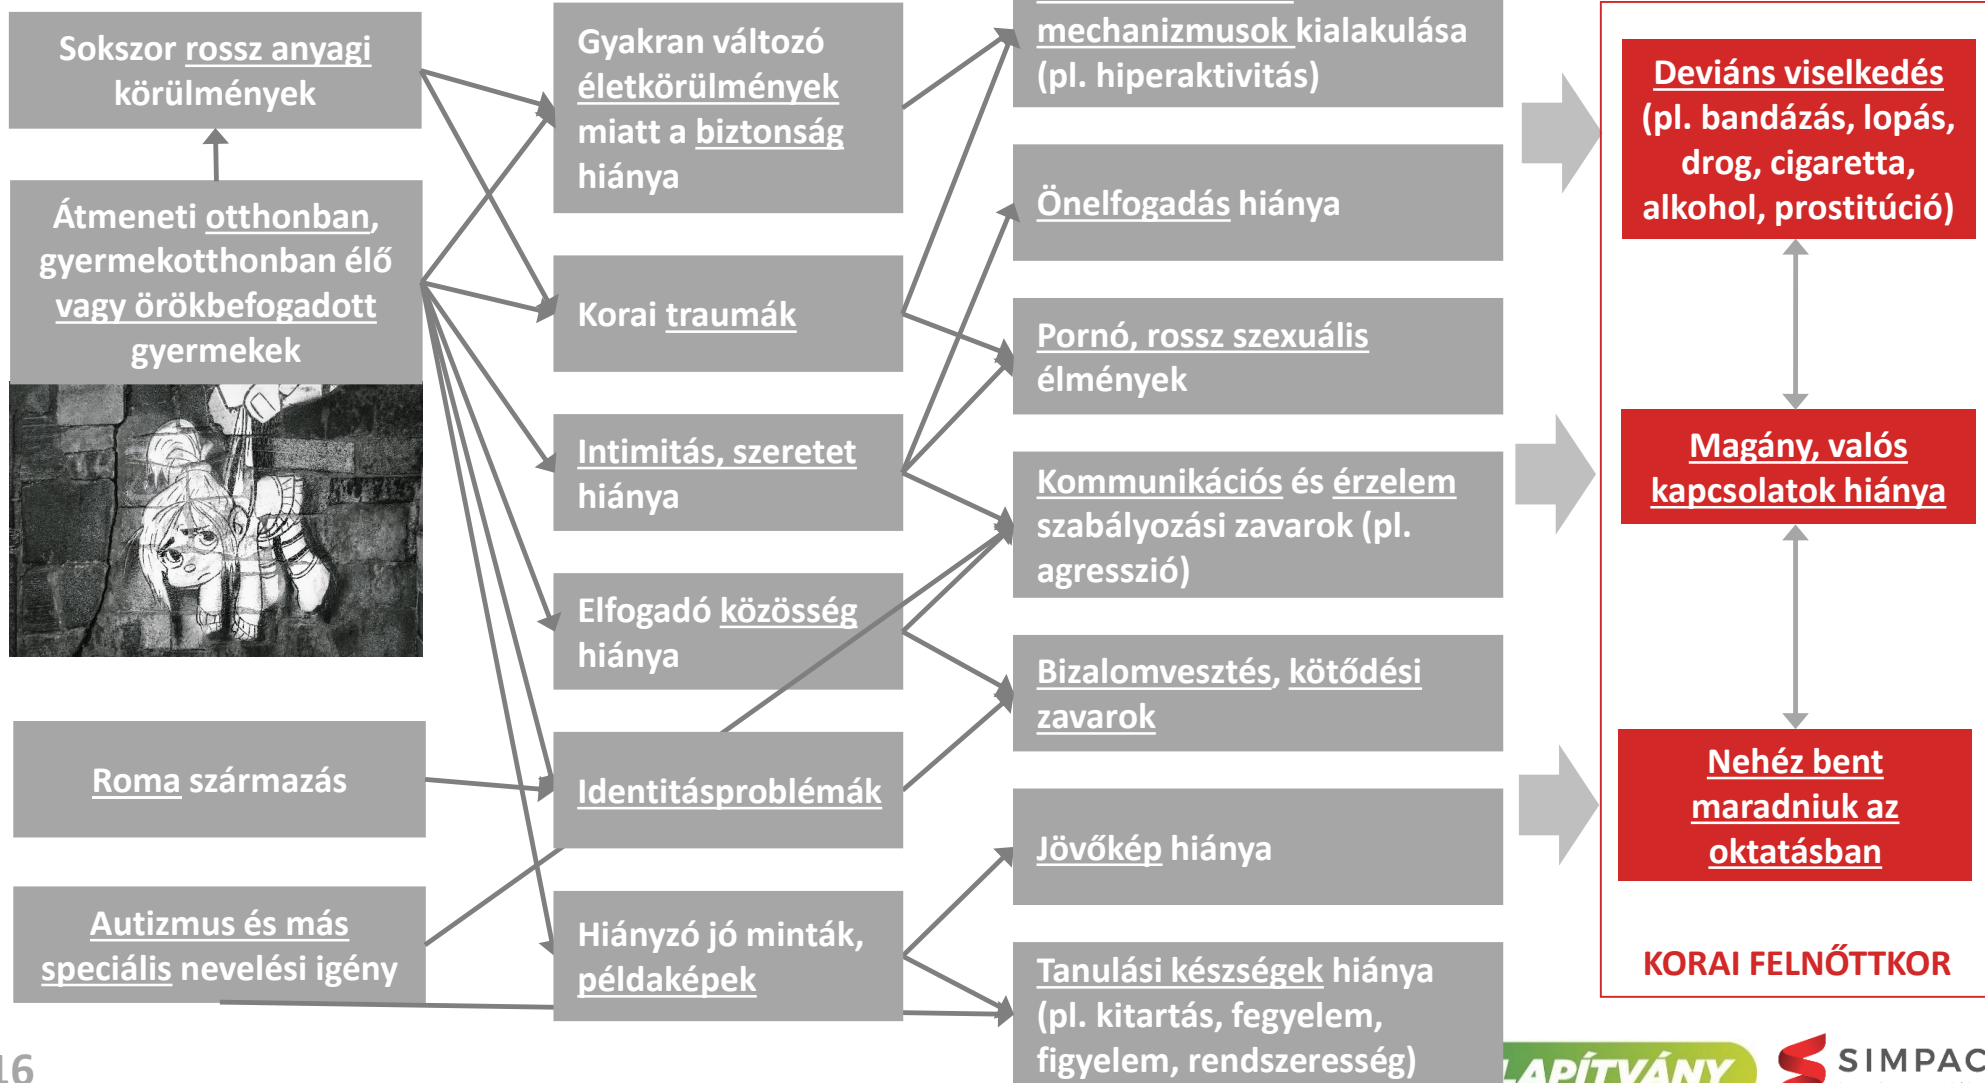 Sokszor rossz anyagi
körülmények
Átmeneti otthonban,
gyermekotthonban élő
vagy örökbefogadott
gyermekek
Roma származás
Autizmus és más
speciális nevelési igény
Gyakran változó
életkörülmények
miatt a biztonság
hiánya
Korai traumák
Intimitás, szeretet
hiánya
Elfogadó közösség
hiánya
Identitásproblémák
Hiányzó jó minták,
példaképek
mechanizmusok kialakulása
(pl. hiperaktivitás)
Önelfogadás hiánya
Pornó, rossz szexuális
élmények
Kommunikációs és érzelem
szabályozási zavarok (pl.
agresszió)
Bizalomvesztés, kötődési
zavarok
Jövőkép hiánya
Tanulási készségek hiánya
(pl. kitartás, fegyelem,
figyelem, rendszeresség)
Deviáns viselkedés
(pl. bandázás, lopás,
drog, cigaretta,
alkohol, prostitúció)
Magány, valós
kapcsolatok hiánya
Nehéz bent
maradniuk az
oktatásban
KORAI FELNŐTTKOR
16
LAPÍTVÁNY
SIMPAC